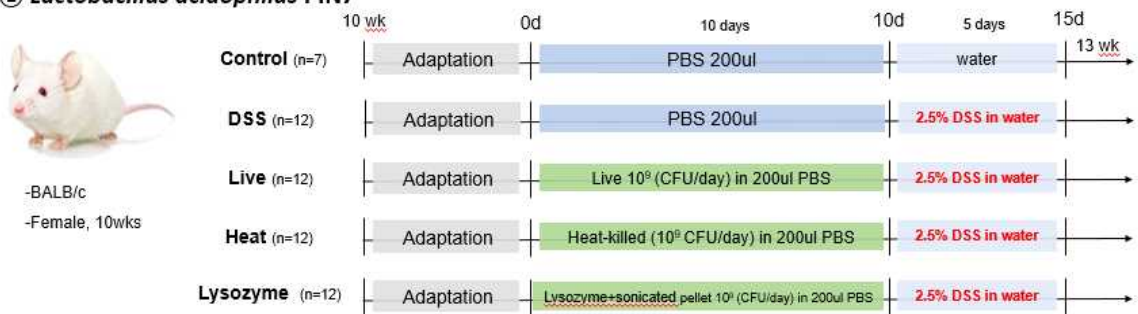 10 wk 0d 10 days 10d 5 days 15d
13 wk
Control (n=7) Adaptation PBS 200ul water
DSS (n=12) Adaptation PBS 200ul 2.5% DSS in water
Live (n=12) Adaptation Live 10⁹ (CFU/day) in 200ul PBS 2.5% DSS in water
-BALB/c
-Female, 10wks
Heat (n=12) Adaptation Heat-killed (10⁹ CFU/day) in 200ul PBS 2.5% DSS in water
Lysozyme (n=12) Adaptation Lysozyme+sonicated pellet 10⁹ (CFU/day) in 200ul PBS 2.5% DSS in water